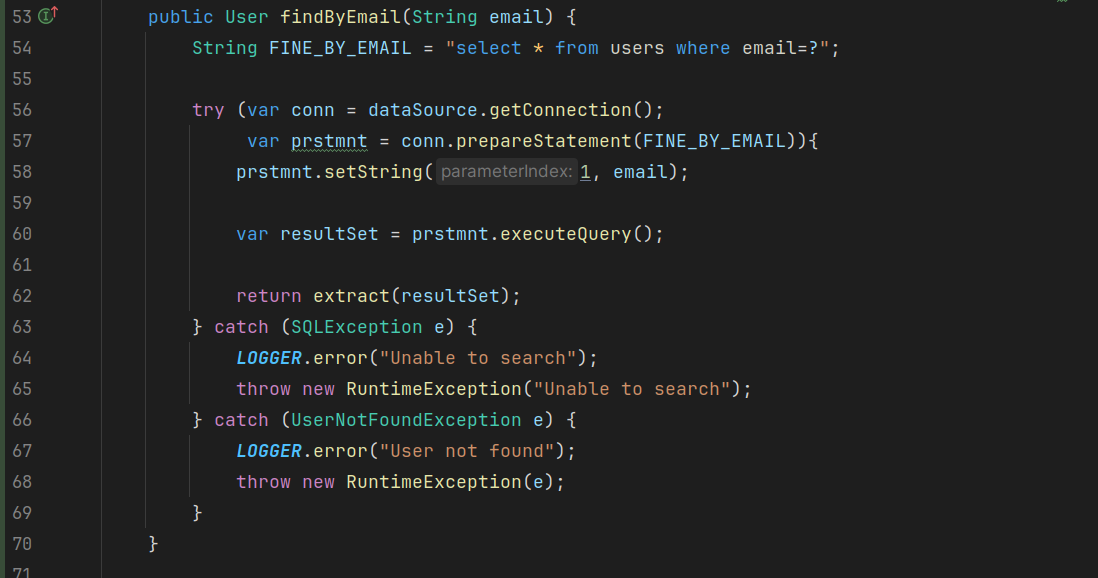 53 public User findByEmail(String email) {
54 String FINE_BY_EMAIL = "select * from users where email=?";
55
56 try (var conn = dataSource.getConnection();
57 var prstmnt = conn.prepareStatement(FINE_BY_EMAIL)){
58 prstmnt.setString( parameterIndex: 1, email);
59
60 var resultSet = prstmnt.executeQuery();
61
62 return extract(resultSet);
63 } catch (SQLException e) {
64 LOGGER.error("Unable to search");
65 throw new RuntimeException("Unable to search");
66 } catch (UserNotFoundException e) {
67 LOGGER.error("User not found");
68 throw new RuntimeException(e);
69 }
70 }
71